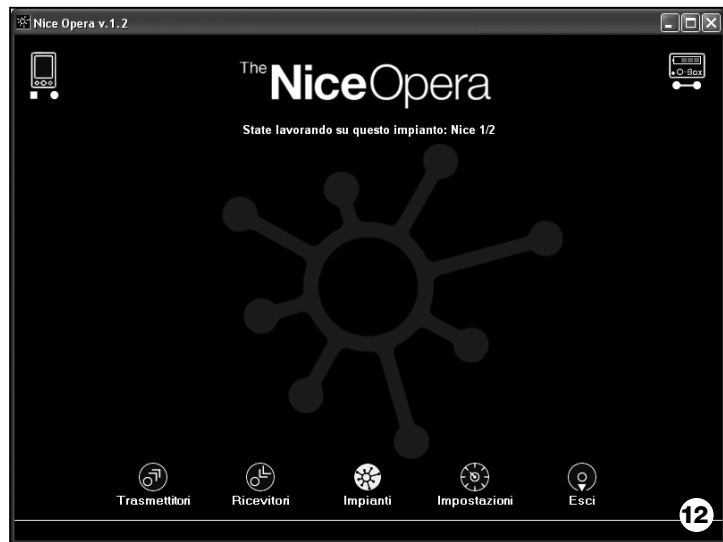 Nice Opera v.1.2
O-Box
The NiceOpera
State lavorando su questo impianto: Nice 1/2
Trasmettitori
Ricevitori
Impianti
Impostazioni
Esci
12